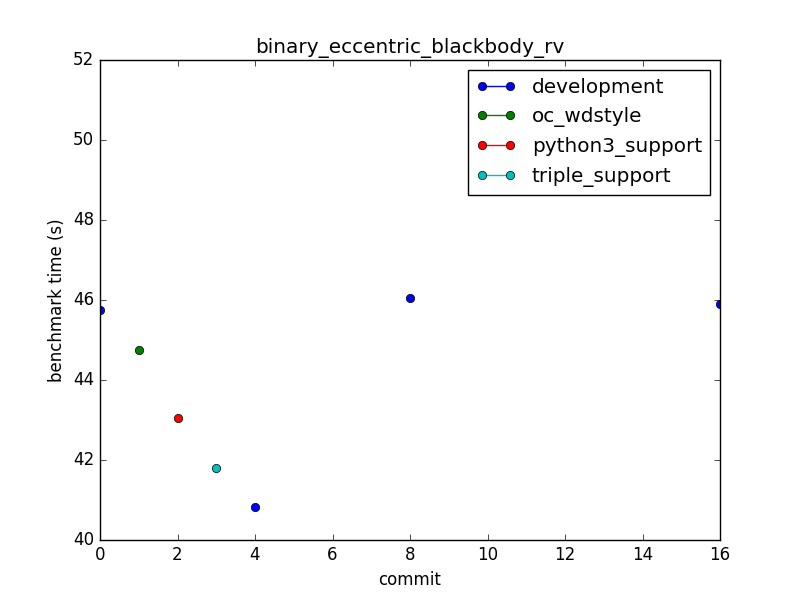 binary_eccentric_blackbody_rv
development
oc_wdstyle
python3_support
triple_support
benchmark time (s)
52
50
48
46
44
42
40
0 2 4 6 8 10 12 14 16
commit